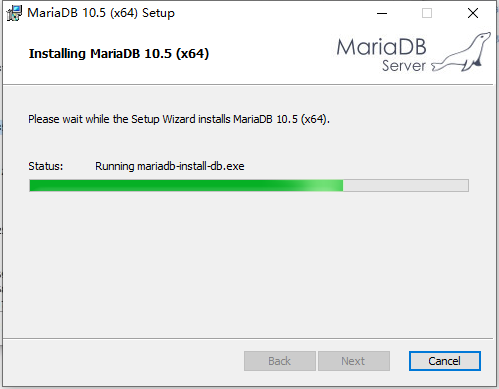 MariaDB 10.5 (x64) Setup
Installing MariaDB 10.5 (x64)
MariaDB
Server
Please wait while the Setup Wizard installs MariaDB 10.5 (x64).
Status: Running mariadb-install-db.exe
Back Next Cancel